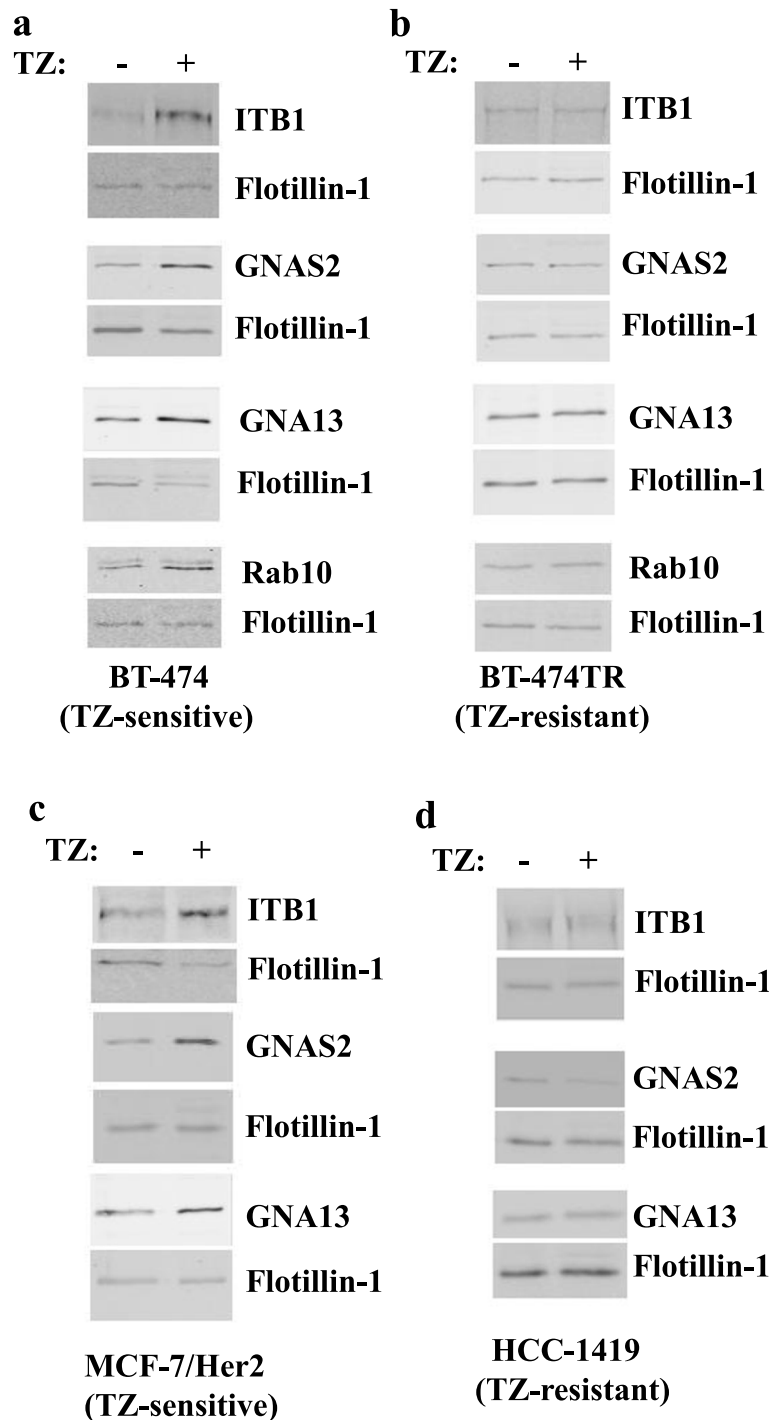 a
TZ: - +
ITB1
Flotillin-1
GNAS2
Flotillin-1
GNA13
Flotillin-1
Rab10
Flotillin-1
BT-474
(TZ-sensitive)
b
TZ: - +
ITB1
Flotillin-1
GNAS2
Flotillin-1
GNA13
Flotillin-1
Rab10
Flotillin-1
BT-474TR
(TZ-resistant)
c
TZ: - +
ITB1
Flotillin-1
GNAS2
Flotillin-1
GNA13
Flotillin-1
MCF-7/Her2
(TZ-sensitive)
d
TZ: - +
ITB1
Flotillin-1
GNAS2
Flotillin-1
GNA13
Flotillin-1
HCC-1419
(TZ-resistant)